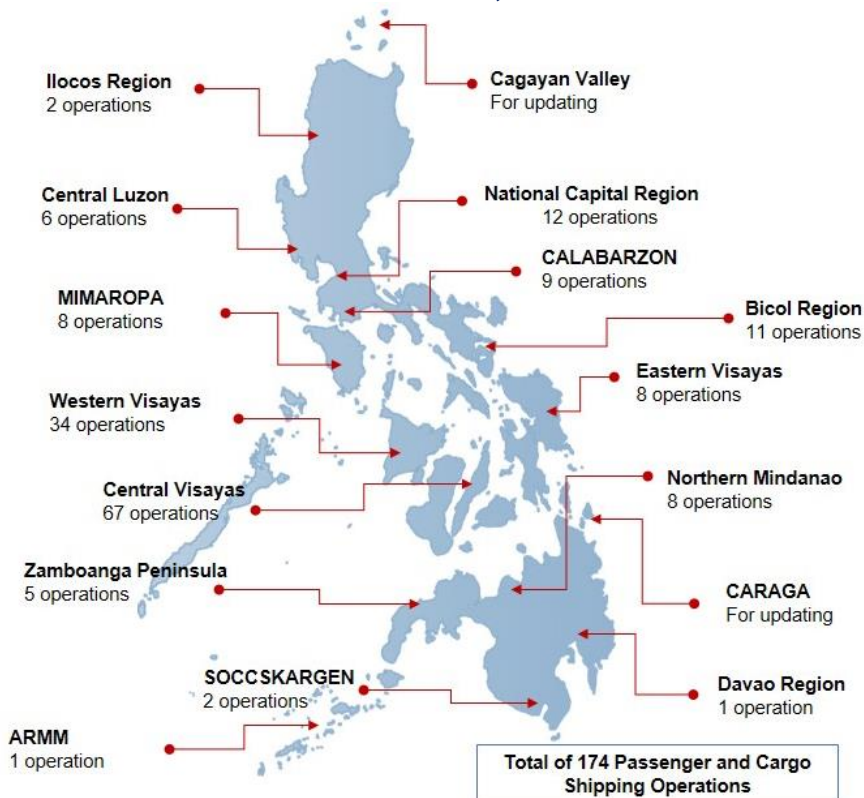 Ilocos Region
2 operations
Cagayan Valley
For updating
Central Luzon
6 operations
National Capital Region
12 operations
CALABARZON
9 operations
MIMAROPA
8 operations
Bicol Region
11 operations
Eastern Visayas
8 operations
Western Visayas
34 operations
Northern Mindanao
8 operations
Central Visayas
67 operations
Zamboanga Peninsula
5 operations
CARAGA
For updating
SOCCSKARGEN
2 operations
Davao Region
1 operation
ARMM
1 operation
Total of 174 Passenger and Cargo
Shipping Operations